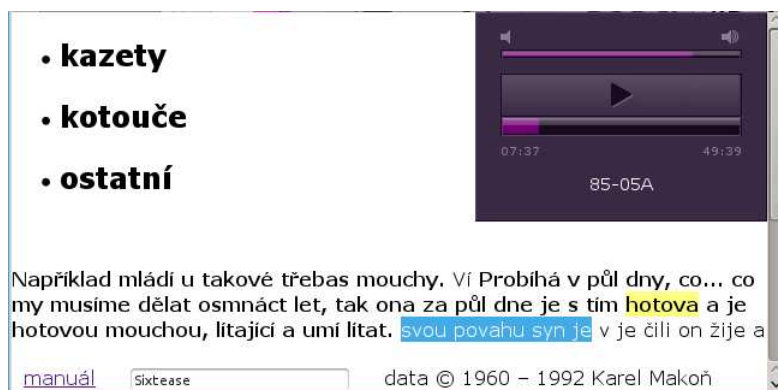 kazety
kotouče
ostatní
07:37 49:39
85-05A
Například mládí u takové třebas mouchy. Ví Probíhá v půl dny, co... co
my musíme dělat osmnáct let, tak ona za půl dne je s tím hotova a je
hotovou mouchou, lítající a umí lítat. svou povahu syn je v je čili on žije a
manuál Sixtease data © 1960 – 1992 Karel Makoň